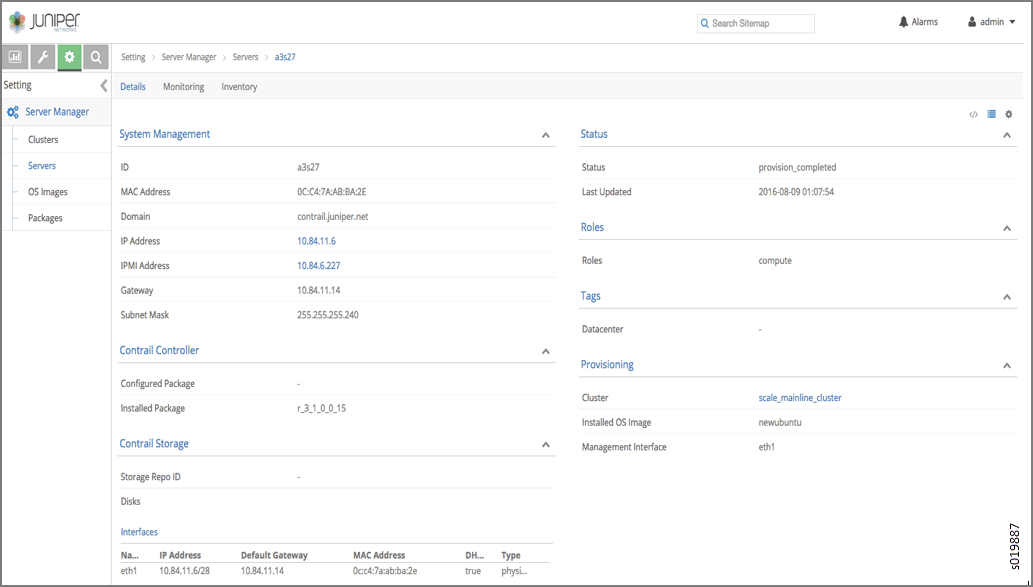 JUNIPER
NETWORKS
Search Sitemap
Alarms
admin
Setting
Server Manager
Clusters
Servers
OS Images
Packages
Setting > Server Manager > Servers > a3s27
Details Monitoring Inventory
</>
System Management
ID a3s27
MAC Address 0C:C4:7A:AB:BA:2E
Domain contrail.juniper.net
IP Address 10.84.11.6
IPMI Address 10.84.6.227
Gateway 10.84.11.14
Subnet Mask 255.255.255.240
Contrail Controller
Configured Package -
Installed Package r_3_1_0_0_15
Contrail Storage
Storage Repo ID -
Disks
Interfaces
Na... IP Address Default Gateway MAC Address DH... Type
eth1 10.84.11.6/28 10.84.11.14 0c:c4:7a:ab:ba:2e true physi...
Status
Status provision_completed
Last Updated 2016-08-09 01:07:54
Roles
Roles compute
Tags
Datacenter -
Provisioning
Cluster scale_mainline_cluster
Installed OS Image newubuntu
Management Interface eth1
s019887